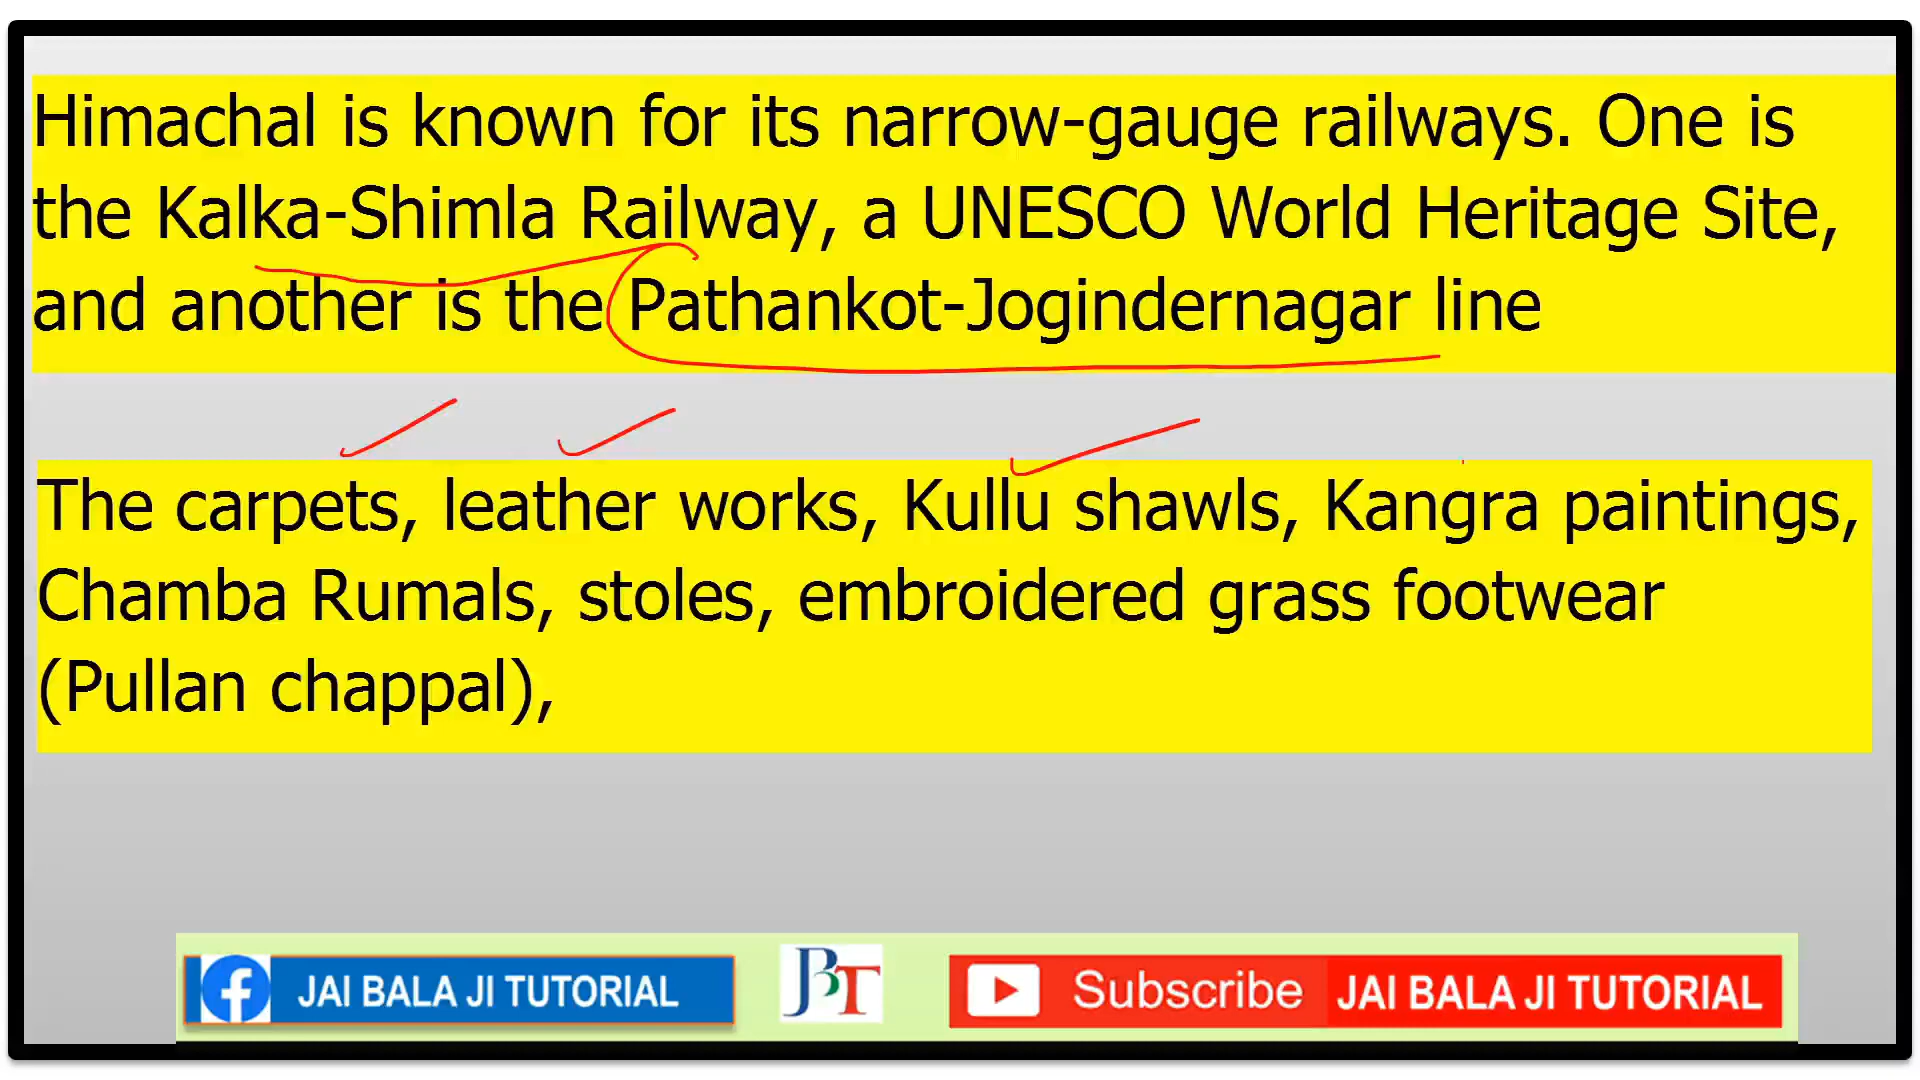 Himachal is known for its narrow-gauge railways. One is
the Kalka-Shimla Railway, a UNESCO World Heritage Site,
and another is the Pathankot-Jogindernagar line
The carpets, leather works, Kullu shawls, Kangra paintings,
Chamba Rumals, stoles, embroidered grass footwear
(Pullan chappal),
JAI BALA JI TUTORIAL
JBT
Subscribe JAI BALA JI TUTORIAL